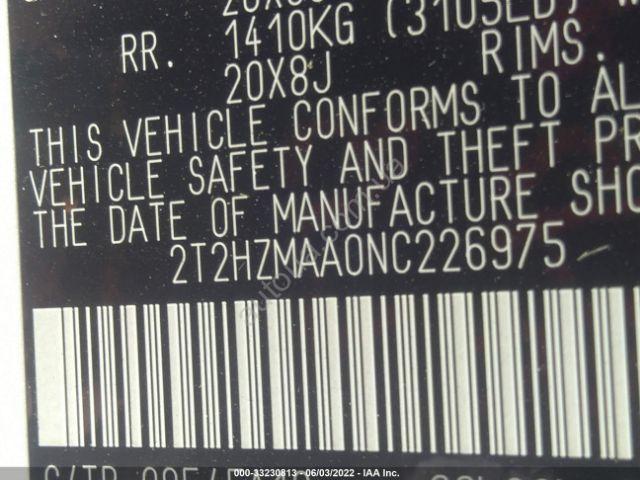 RR. 1410KG (3105LB) W
20X8J RIMS.
THIS VEHICLE CONFORMS TO AL
VEHICLE SAFETY AND THEFT PR
THE DATE OF MANUFACTURE SHO
2T2HZMAA0NC226975
C/TR
© 33230813 - 06/03/2022 - IAA Inc.